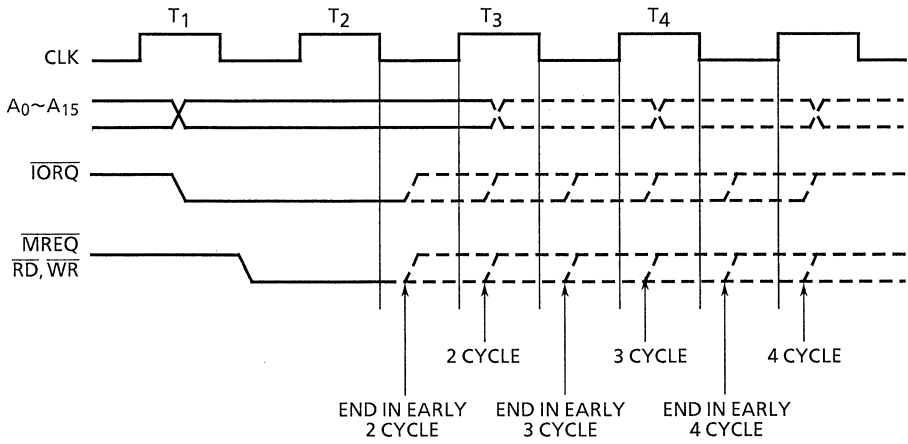 T1 T2 T3 T4
CLK
A0~A15
IORQ
MREQ
RD, WR
2 CYCLE 3 CYCLE 4 CYCLE
END IN EARLY END IN EARLY END IN EARLY
2 CYCLE 3 CYCLE 4 CYCLE